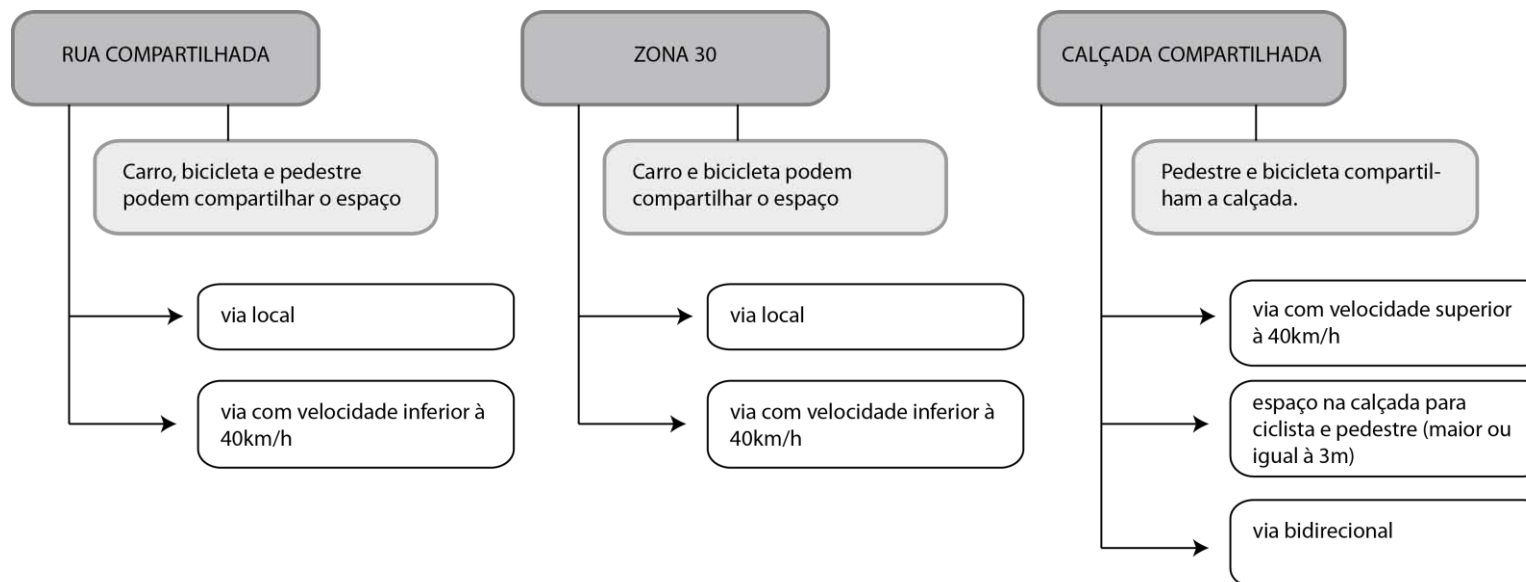 RUA COMPARTILHADA
Carro, bicicleta e pedestre
podem compartilhar o espaço
via local
via com velocidade inferior à
40km/h
ZONA 30
Carro e bicicleta podem
compartilhar o espaço
via local
via com velocidade inferior à
40km/h
CALÇADA COMPARTILHADA
Pedestre e bicicleta compartil-
ham a calçada.
via com velocidade superior
à 40km/h
espaço na calçada para
ciclista e pedestre (maior ou
igual à 3m)
via bidirecional